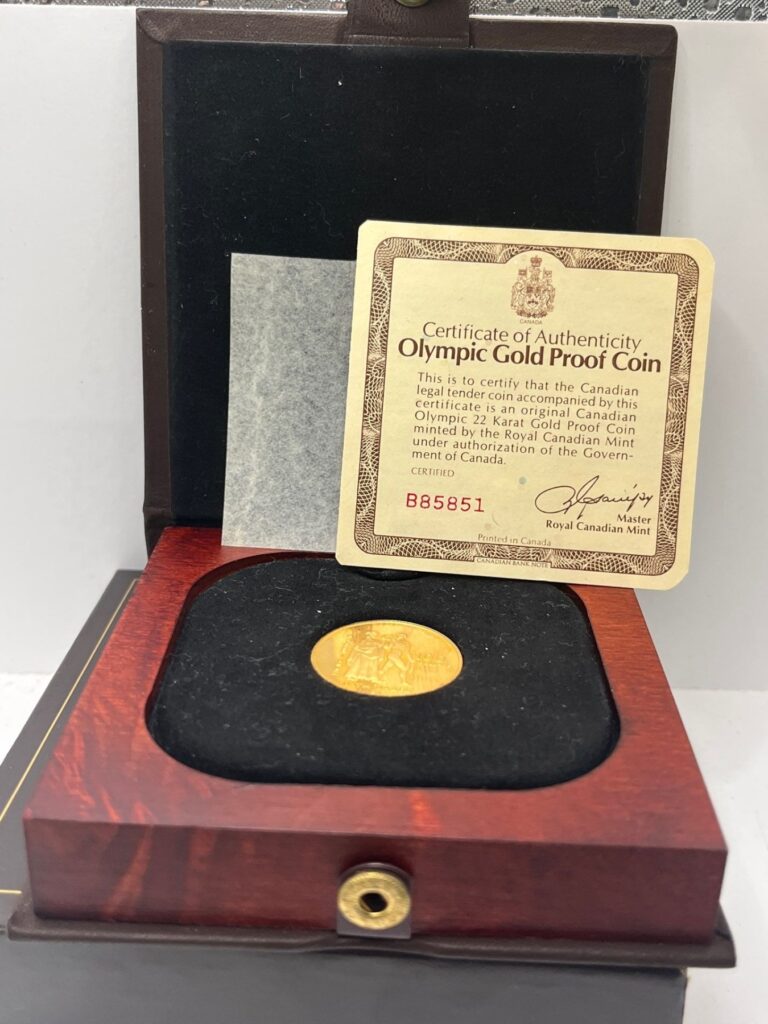 CANADA
Certificate of Authenticity
Olympic Gold Proof Coin
This is to certify that the Canadian
legal tender coin accompanied by this
certificate is an original Canadian
Olympic 22 Karat Gold Proof Coin
minted by the Royal Canadian Mint
under authorization of the Govern-
ment of Canada.
CERTIFIED
B85851
Master
Royal Canadian Mint
Printed in Canada
CANADIAN BANK NOTE